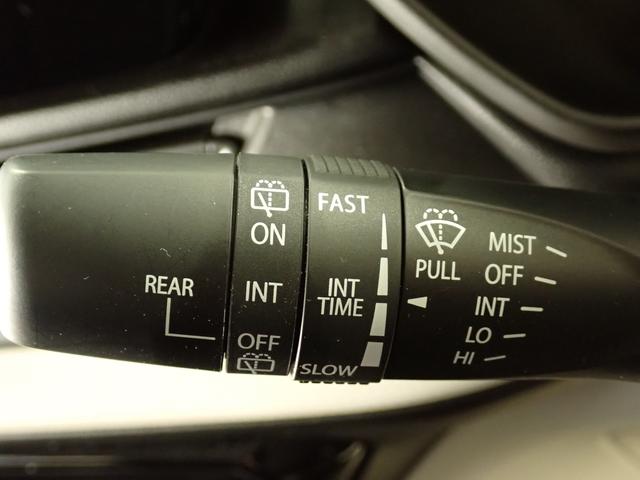 REAR
ON
INT
OFF
FAST
INT
TIME
SLOW
PULL
MIST
OFF
INT
LO
HI